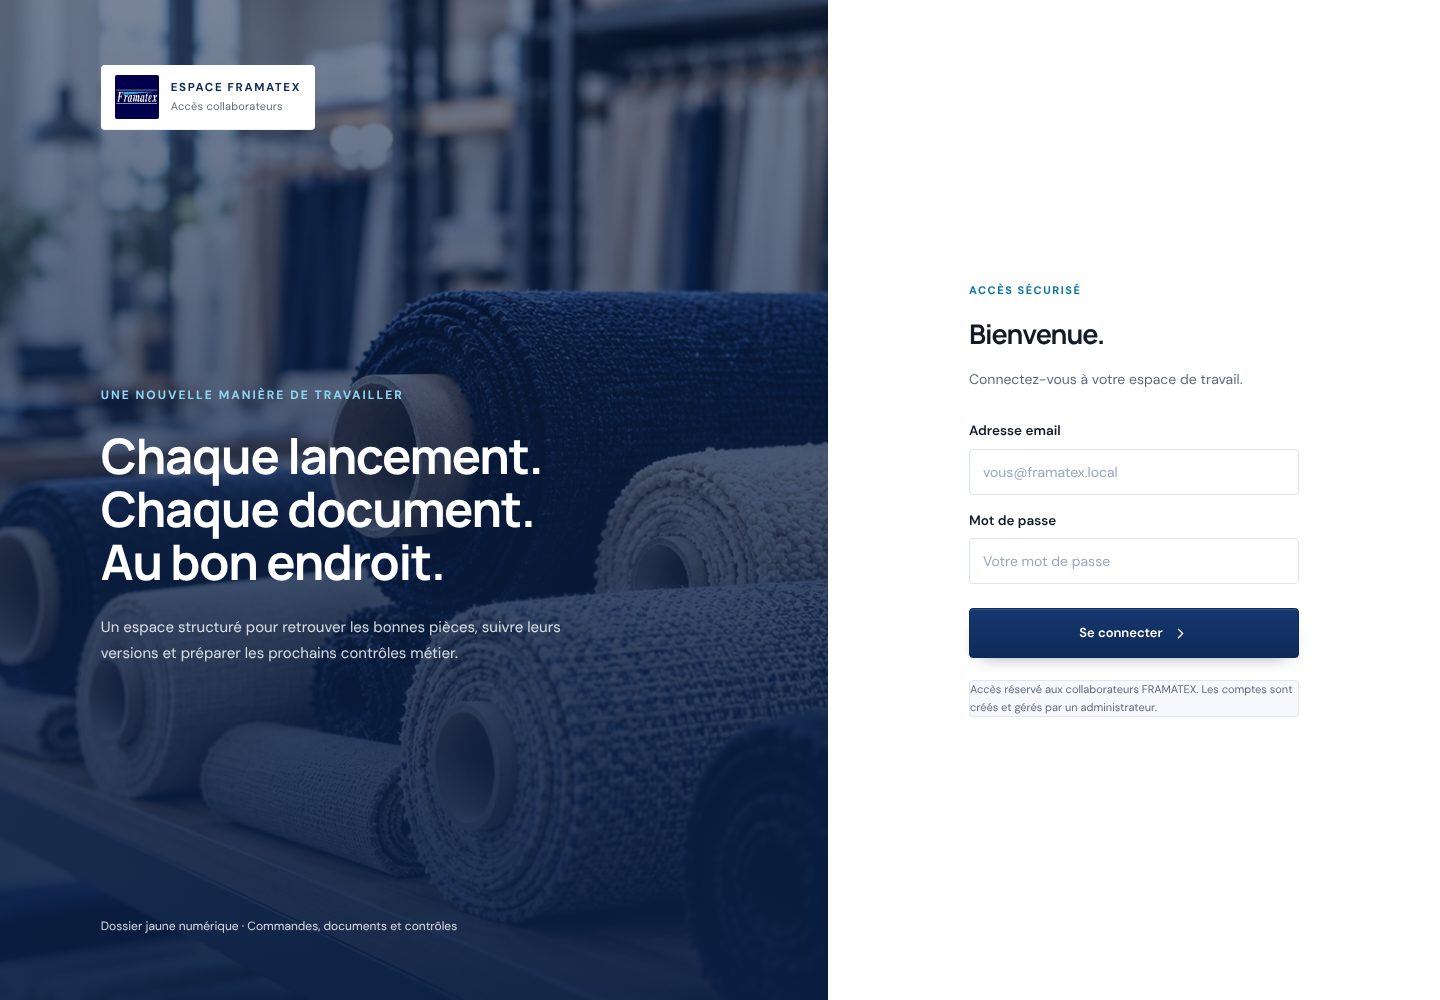 Framatex
ESPACE FRAMATEX
Accès collaborateurs
UNE NOUVELLE MANIÈRE DE TRAVAILLER
Chaque lancement.
Chaque document.
Au bon endroit.
Un espace structuré pour retrouver les bonnes pièces, suivre leurs
versions et préparer les prochains contrôles métier.
Dossier jaune numérique · Commandes, documents et contrôles
ACCÈS SÉCURISÉ
Bienvenue.
Connectez-vous à votre espace de travail.
Adresse email
vous@framatex.local
Mot de passe
Votre mot de passe
Se connecter
Accès réservé aux collaborateurs FRAMATEX. Les comptes sont
créés et gérés par un administrateur.